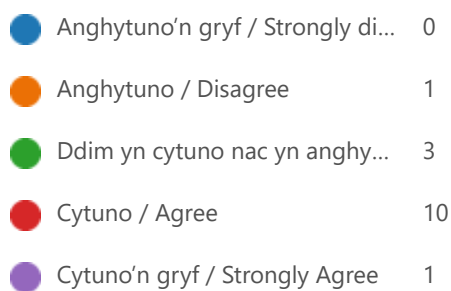 Anghytuno’n gryf / Strongly di... 0
Anghytuno / Disagree 1
Ddim yn cytuno nac yn anghy... 3
Cytuno / Agree 10
Cytuno’n gryf / Strongly Agree 1